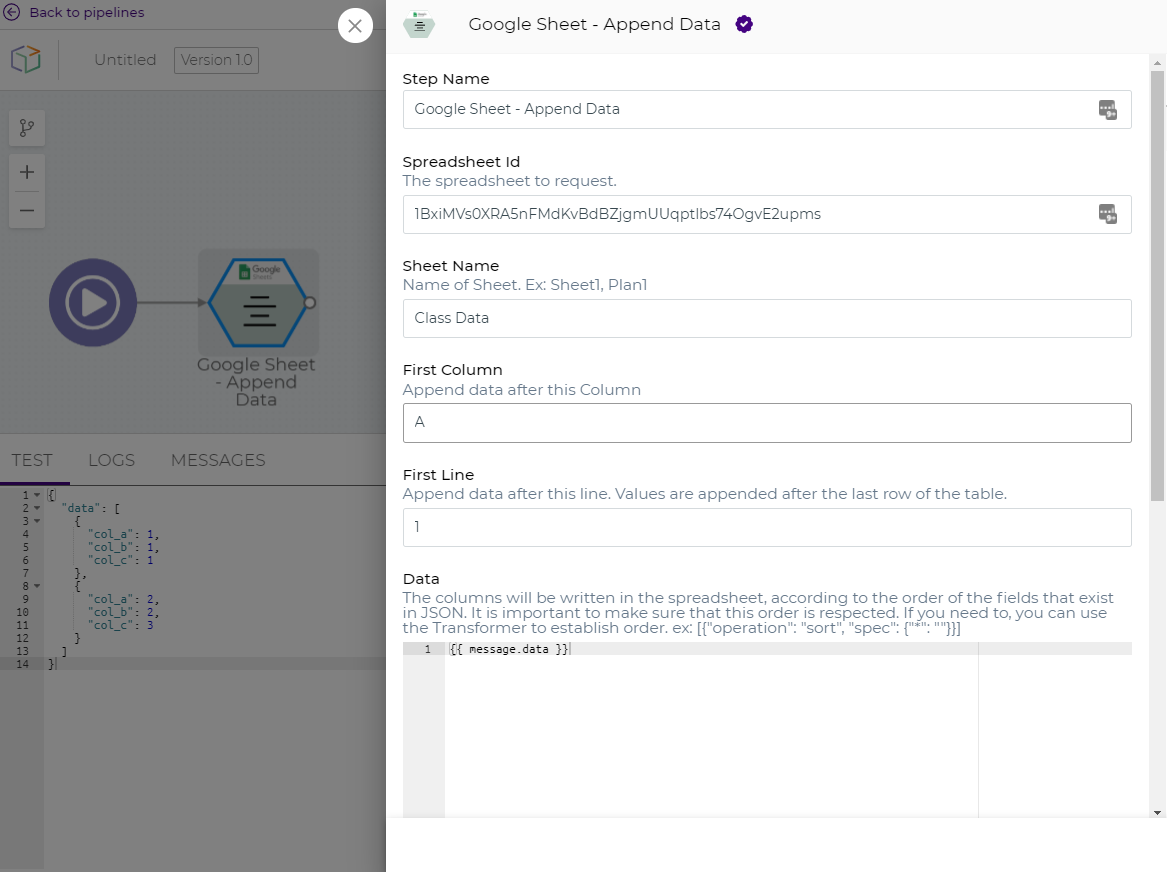 Back to pipelines
Untitled
Version 1.0
Google
Sheets
Google Sheet
- Append
Data
TEST
LOGS
MESSAGES
1 {
2 "data": [
3 {
4 "col_a": 1,
5 "col_b": 1,
6 "col_c": 1
7 },
8 {
9 "col_a": 2,
10 "col_b": 2,
11 "col_c": 3
12 }
13 ]
14 }
Google Sheet - Append Data
Step Name
Google Sheet - Append Data
9+
Spreadsheet Id
The spreadsheet to request.
1BxiMVs0XRA5nFMdKvBdBZjgmUUqptlbs74OgvE2upms
9+
Sheet Name
Name of Sheet. Ex: Sheet1, Plan1
Class Data
First Column
Append data after this Column
A
First Line
Append data after this line. Values are appended after the last row of the table.
1
Data
The columns will be written in the spreadsheet, according to the order of the fields that exist
in JSON. It is important to make sure that this order is respected. If you need to, you can use
the Transformer to establish order. ex: [{"operation": "sort", "spec": {"*": ""}}]
1 {{ message.data }}